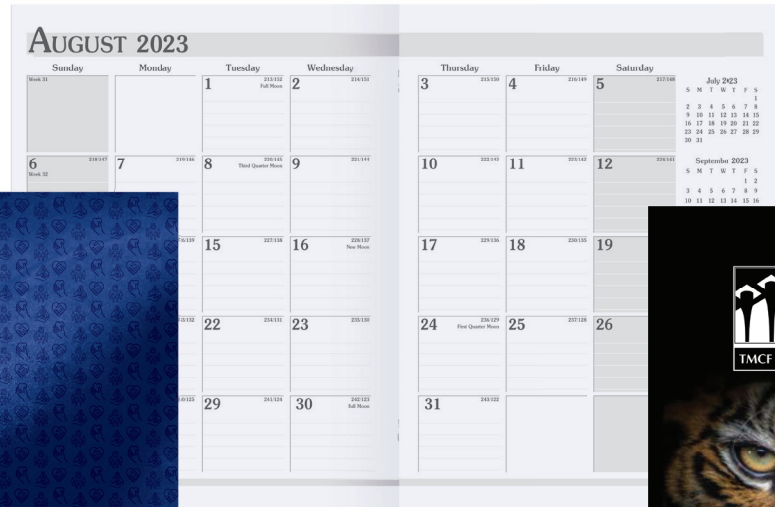 AUGUST 2023
Sunday Monday Tuesday Wednesday Thursday Friday Saturday
Week 31
1 213/152
Full Moon
2 214/151
3 215/150
4 216/149
5 217/148
6 218/147
Week 32
7 219/146
8 220/145
Third Quarter Moon
9 221/144
10 222/143
11 223/142
12 224/141
15 227/138
16 228/137
New Moon
17 229/136
18 230/135
19
22 234/131
23 235/130
24 236/129
First Quarter Moon
25 237/128
26
29 241/124
30 242/123
Full Moon
31 243/122
July 2023
S M T W T F S
1
2 3 4 5 6 7 8
9 10 11 12 13 14 15
16 17 18 19 20 21 22
23 24 25 26 27 28 29
30 31
September 2023
S M T W T F S
1 2
3 4 5 6 7 8 9
10 11 12 13 14 15 16
TMCF